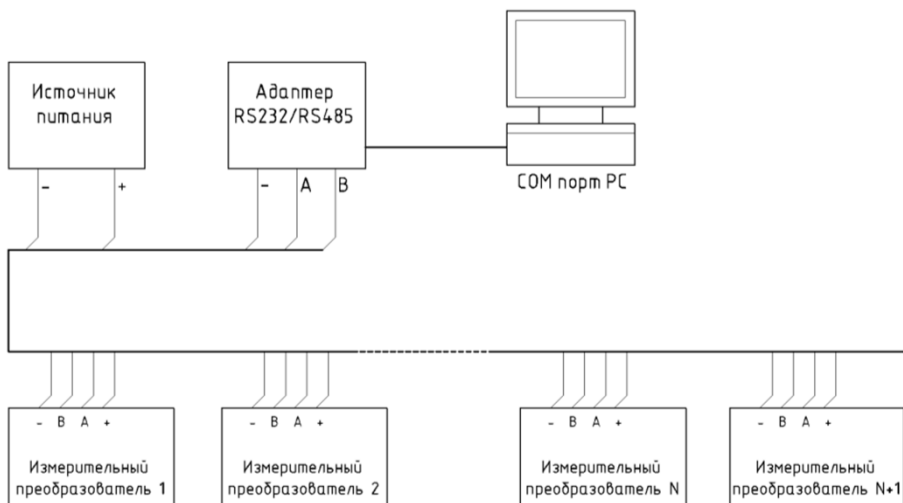 Источник
питания
Адаптер
RS232/RS485
- +
- A B
COM порт PC
- B A +
- B A +
- B A +
- B A +
Измерительный
преобразователь 1
Измерительный
преобразователь 2
Измерительный
преобразователь N
Измерительный
преобразователь N+1